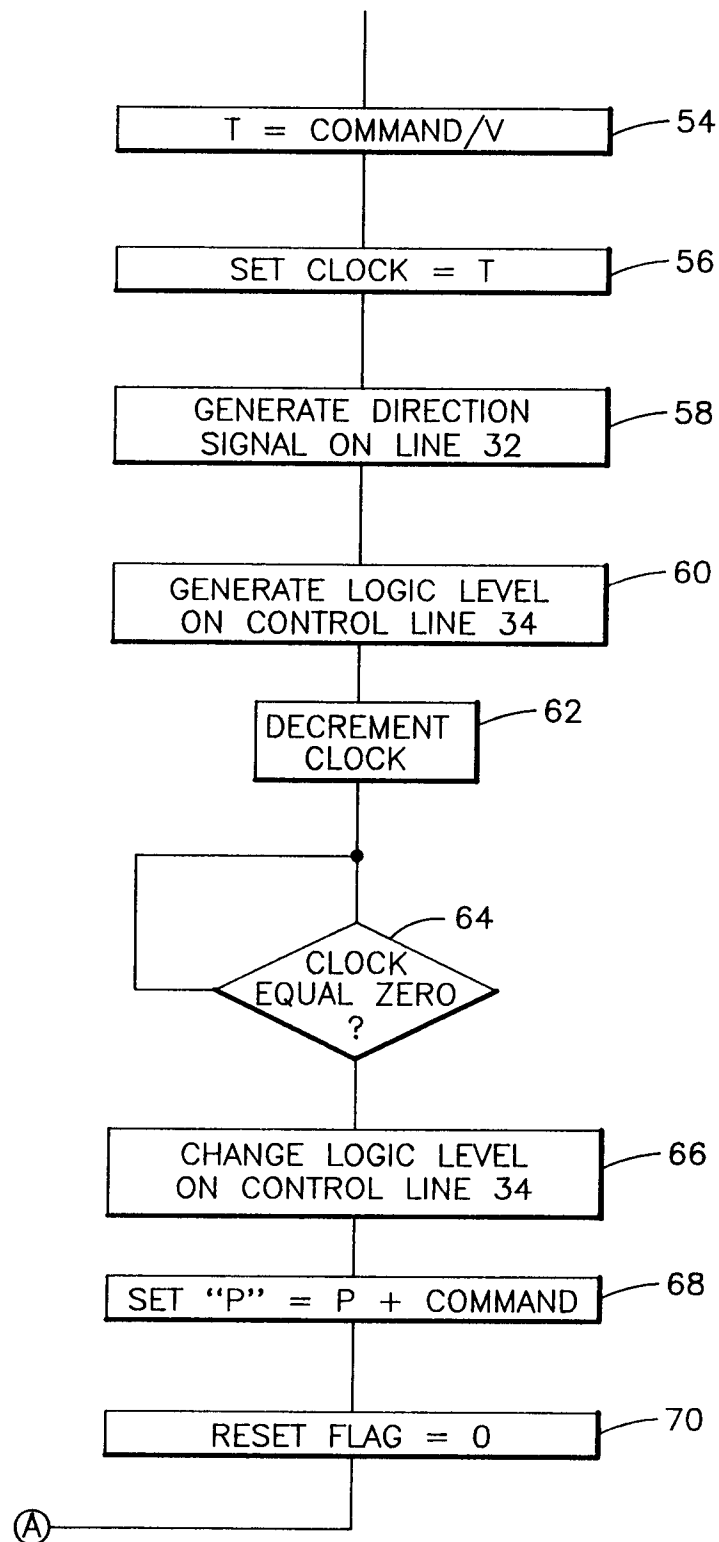 T = COMMAND/V
54
SET CLOCK = T
56
GENERATE DIRECTION
SIGNAL ON LINE 32
58
GENERATE LOGIC LEVEL
ON CONTROL LINE 34
60
DECREMENT
CLOCK
62
64
CLOCK
EQUAL ZERO
?
CHANGE LOGIC LEVEL
ON CONTROL LINE 34
66
SET “P” = P + COMMAND
68
RESET FLAG = 0
70
A